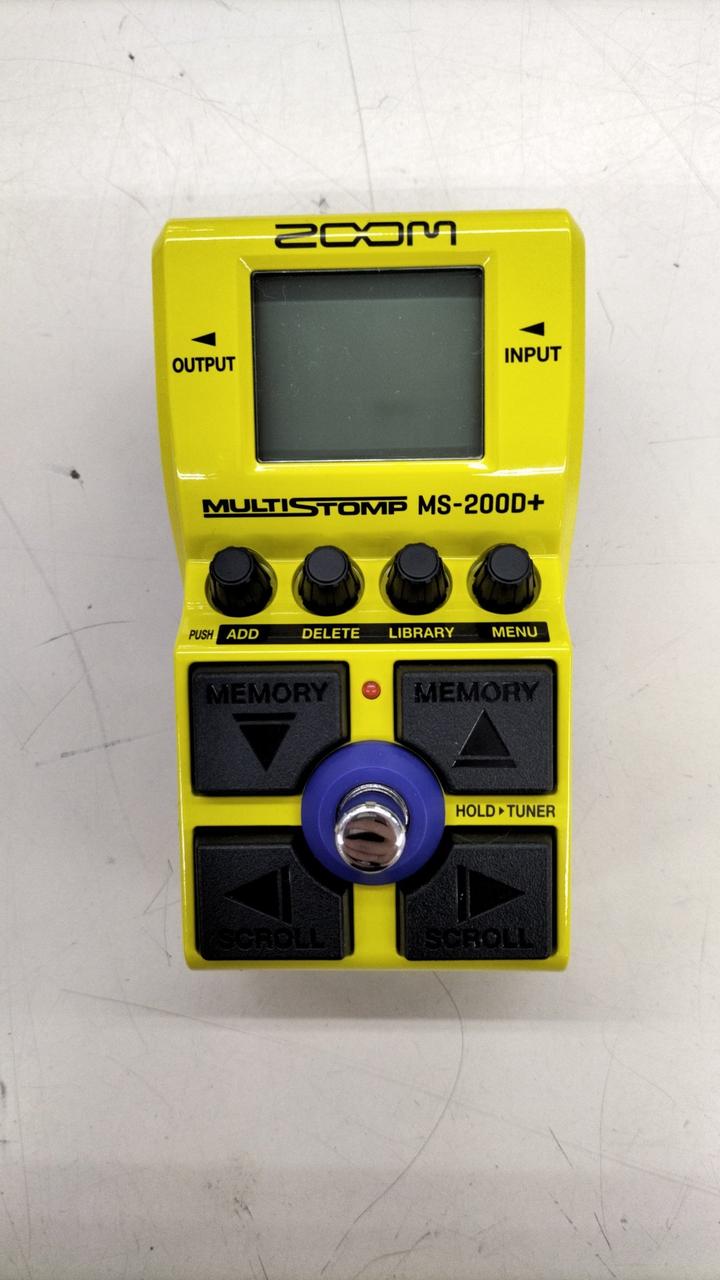 ZOOM
OUTPUT
INPUT
MULTISTOMP MS-200D+
PUSH ADD DELETE LIBRARY MENU
MEMORY MEMORY
HOLD▸TUNER
SCROLL SCROLL